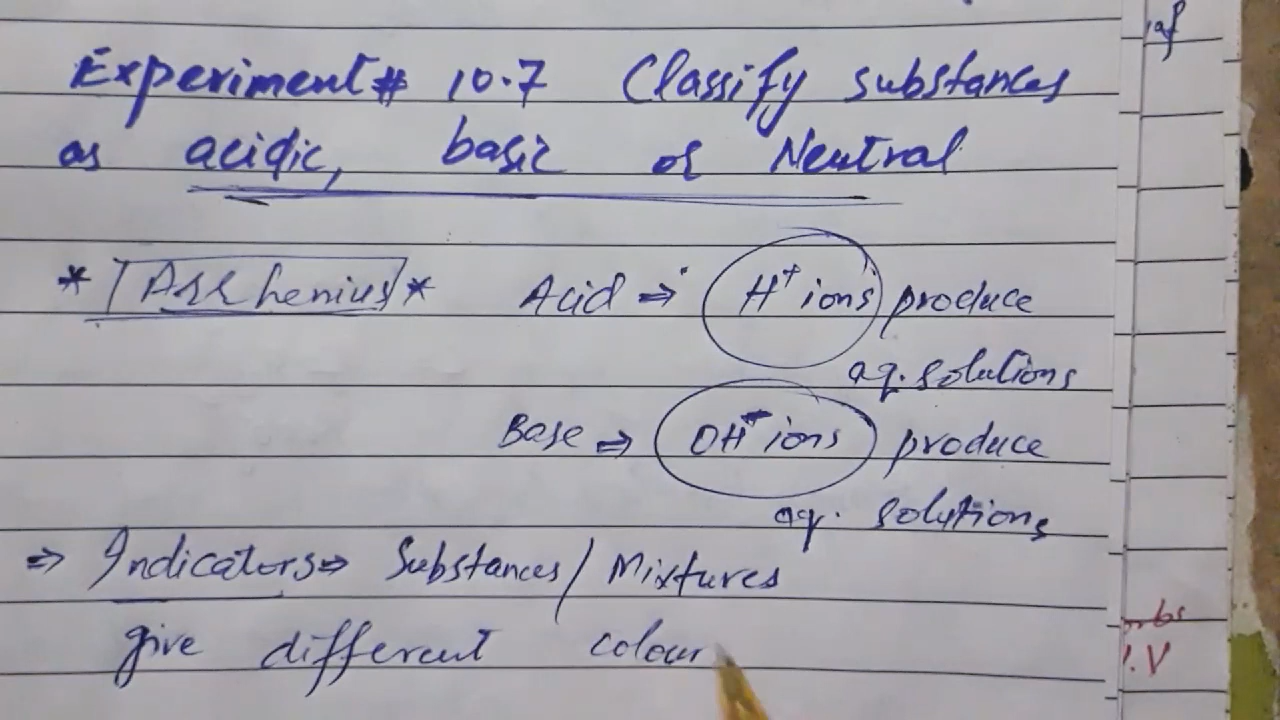 Experiment # 10.7 Classify substances
as acidic, basic or Neutral
* Arrhenius * Acid ⇒ H+ ions produce
aq. solutions
Base ⇒ OH- ions produce
aq. solutions
⇒ Indicators ⇒ Substances / Mixtures
give different colour